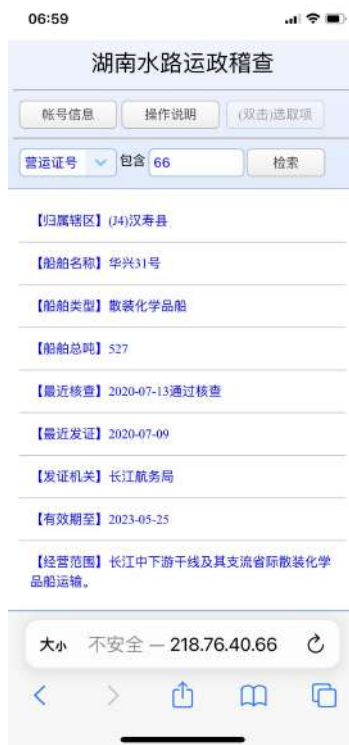 06:59
湖南水路运政稽查
帐号信息 操作说明 (双击)选取项
营运证号 包含 66 检索
【归属辖区】(J4)汉寿县
【船舶名称】华兴31号
【船舶类型】散装化学品船
【船舶总吨】527
【最近核查】2020-07-13通过核查
【最近发证】2020-07-09
【发证机关】长江航务局
【有效期至】2023-05-25
【经营范围】长江中下游干线及其支流省际散装化学
品船运输。
大小 不安全 — 218.76.40.66